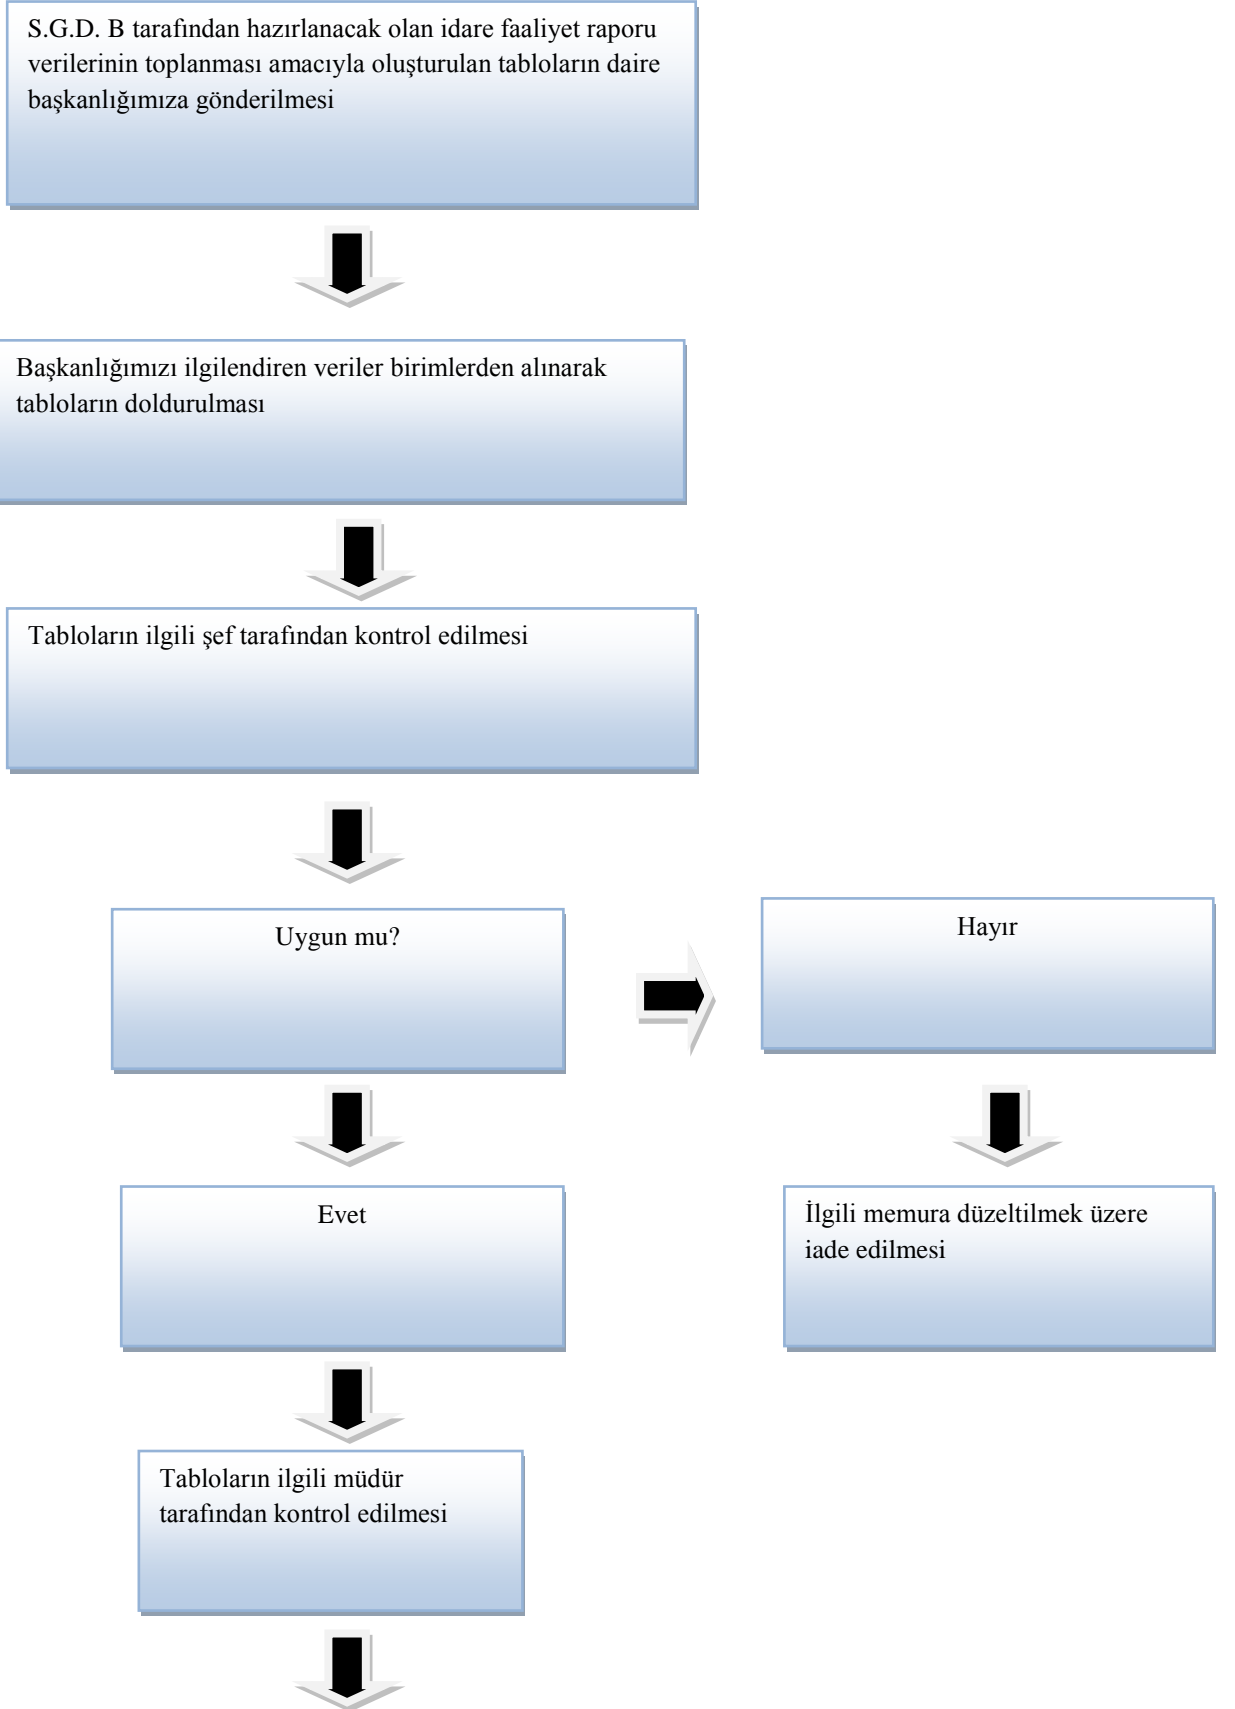 S.G.D. B tarafından hazırlanacak olan idare faaliyet raporu
verilerinin toplanması amacıyla oluşturulan tabloların daire
başkanlığımıza gönderilmesi
Başkanlığımızı ilgilendiren veriler birimlerden alınarak
tabloların doldurulması
Tabloların ilgili şef tarafından kontrol edilmesi
Uygun mu?
Hayır
Evet
İlgili memura düzeltilmek üzere
iade edilmesi
Tabloların ilgili müdür
tarafından kontrol edilmesi